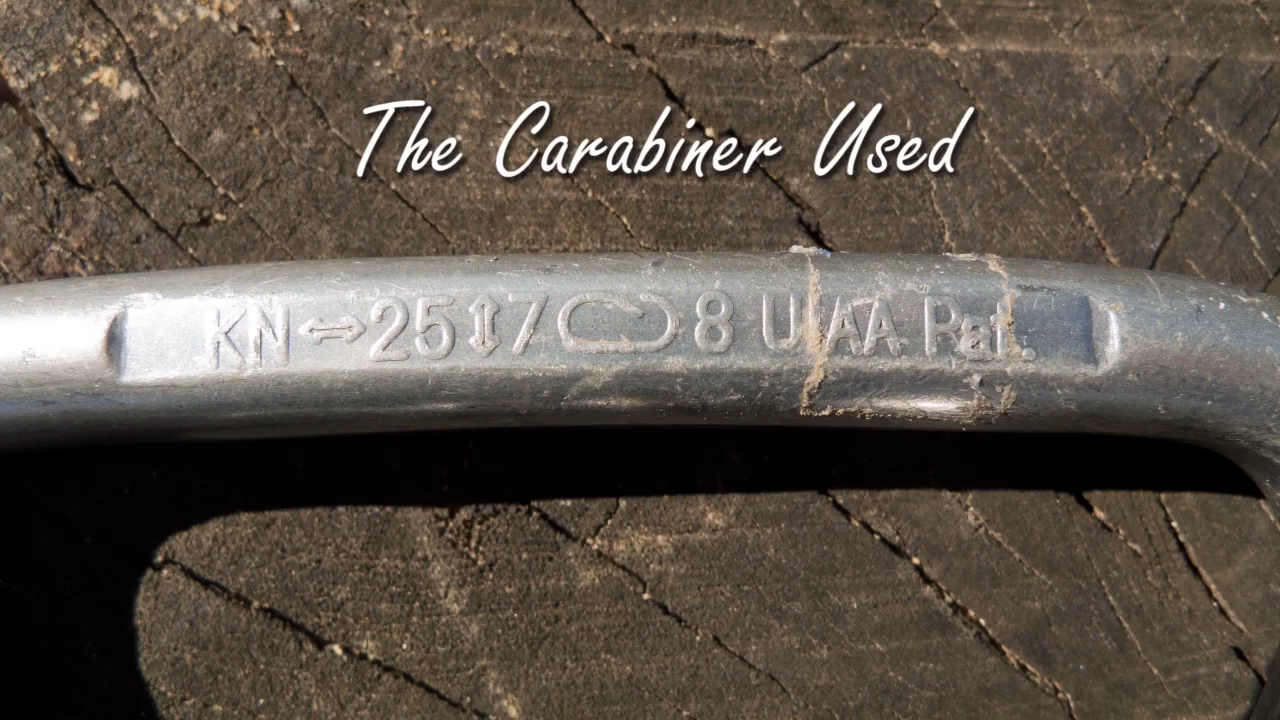 The Carabiner Used
KN ↔ 25 ↕ 7 8 UIAA Pat.